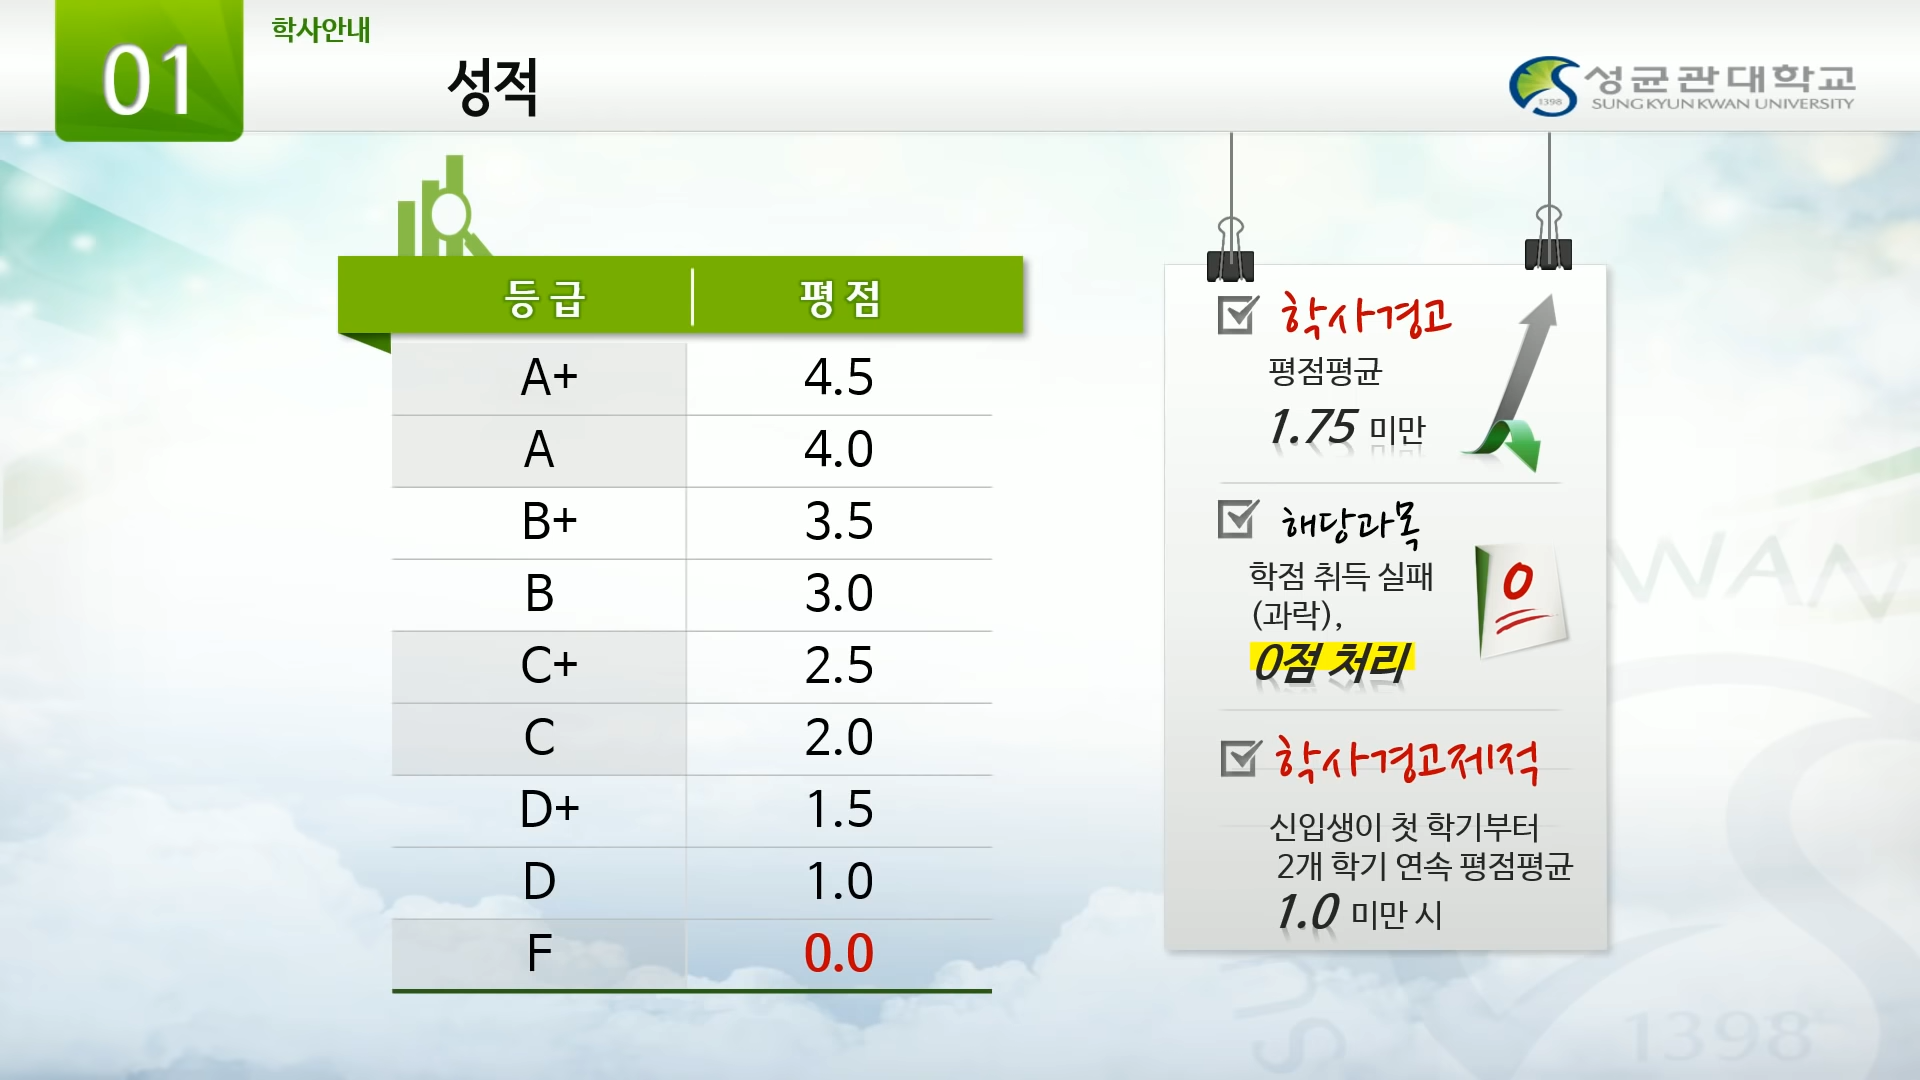 01
학사안내
성적
1398
성균관대학교
SUNGKYUNKWAN UNIVERSITY
등급 평점
A+ 4.5
A 4.0
B+ 3.5
B 3.0
C+ 2.5
C 2.0
D+ 1.5
D 1.0
F 0.0
학사경고
평점평균
1.75 미만
해당과목
학점 취득 실패
(과락),
0점 처리
0
학사경고제적
신입생이 첫 학기부터
2개 학기 연속 평점평균
1.0 미만 시
WAN
1398